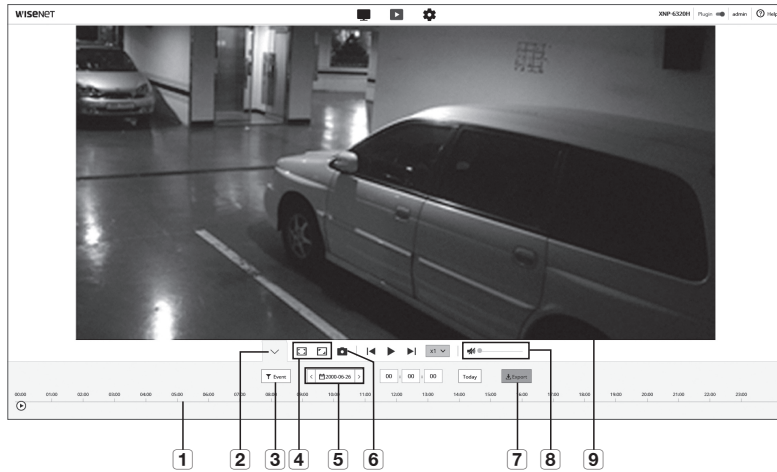 WISENET
XNP-6320H Plugin admin ? Help
x1
Event 2000-06-26 00 : 00 : 00 Today Export
00:00 01:00 02:00 03:00 04:00 05:00 06:00 07:00 08:00 09:00 10:00 11:00 12:00 13:00 14:00 15:00 16:00 17:00 18:00 19:00 20:00 21:00 22:00 23:00
1 2 3 4 5 6 7 8 9